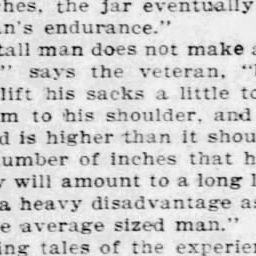 hes, the jar eventually
n's endurance."
tall man does not make a
" says the veteran, "
lift his sacks a little to
m to his shoulder, and
d is higher than it shou
umber of inches that h
will amount to a long l
a heavy disadvantage as
e average sized man."
ing tales of the experie